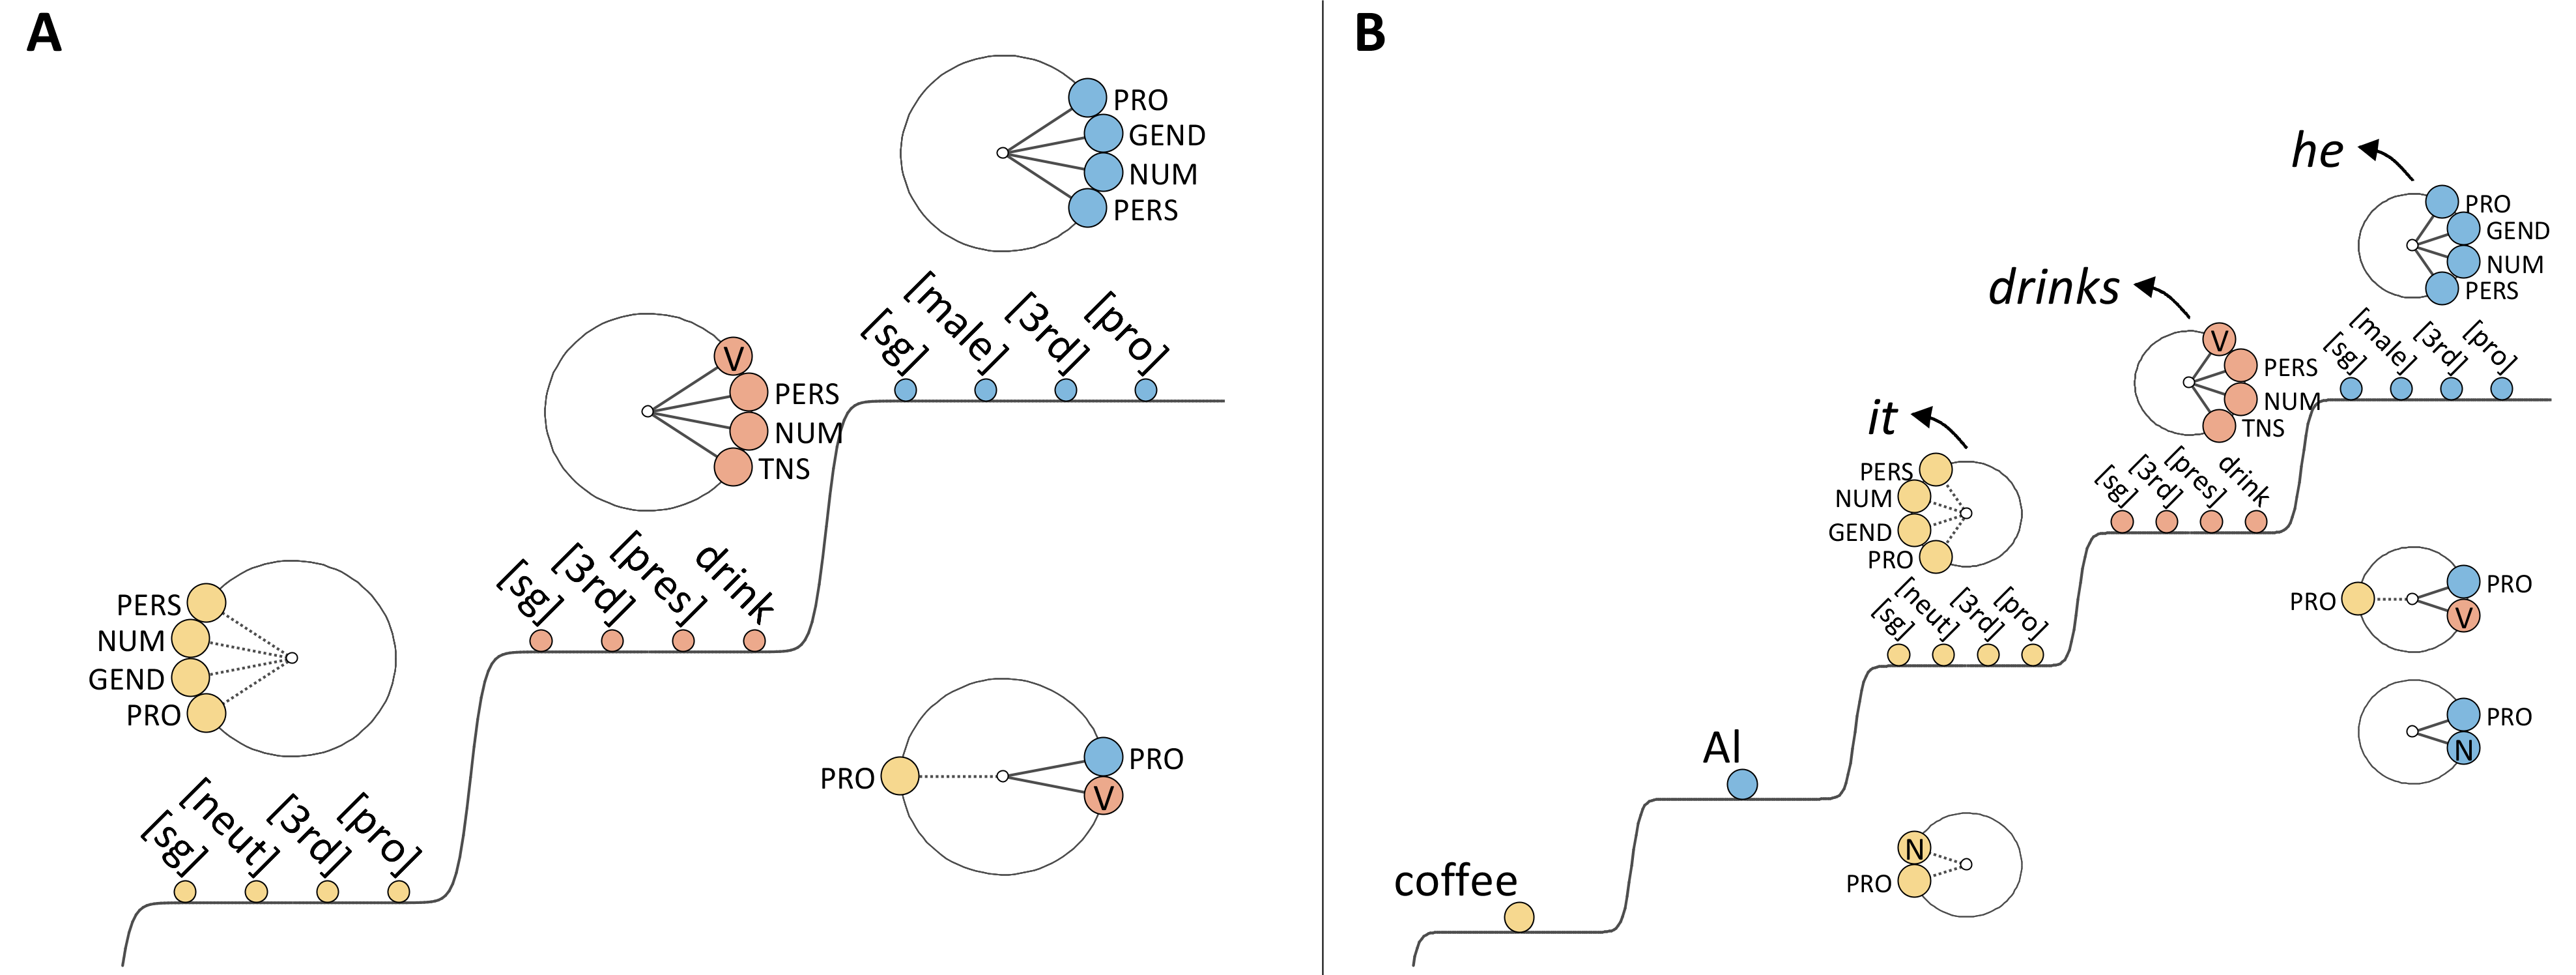 A
PRO
GEND
NUM
PERS
[sg]
[male]
[3rd]
[pro]
V
PERS
NUM
TNS
[sg]
[3rd]
[pres]
drink
PERS
NUM
GEND
PRO
[sg]
[neut]
[3rd]
[pro]
PRO
PRO
V
B
he
PRO
GEND
NUM
PERS
[sg]
[male]
[3rd]
[pro]
drinks
V
PERS
NUM
TNS
[sg]
[3rd]
[pres]
drink
it
PERS
NUM
GEND
PRO
[sg]
[neut]
[3rd]
[pro]
PRO
PRO
V
PRO
N
Al
coffee
N
PRO